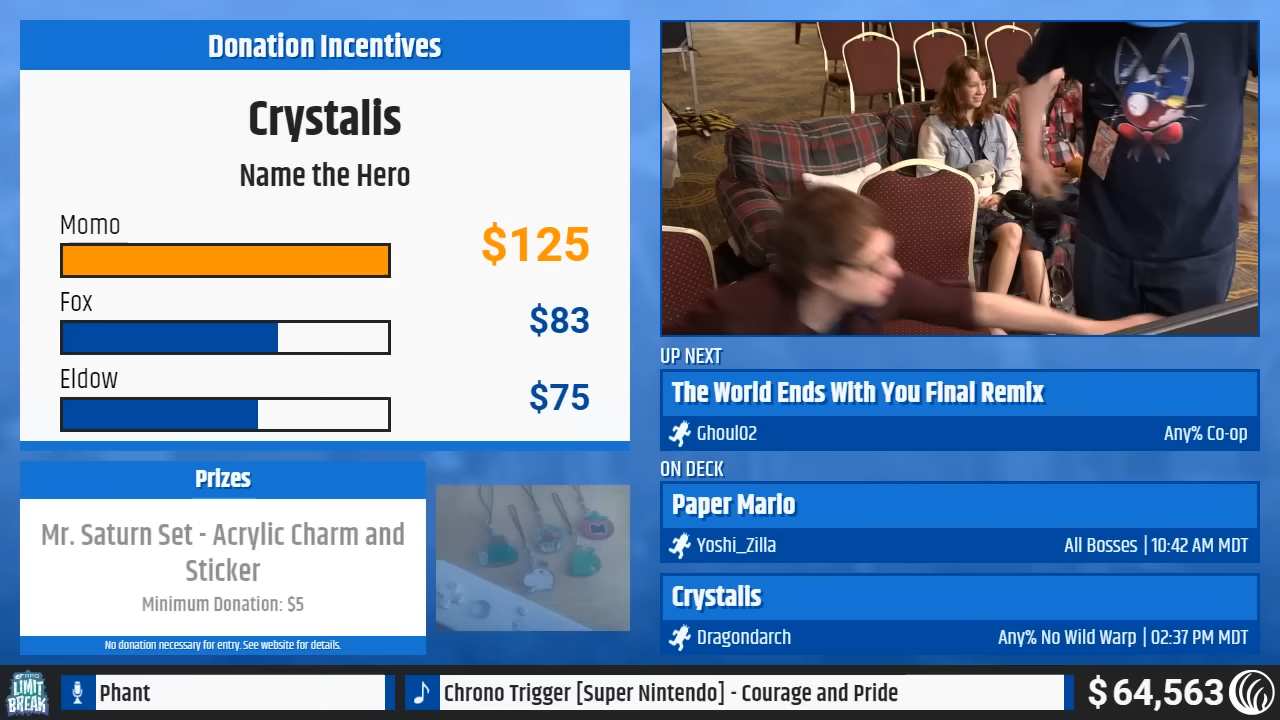 Donation Incentives
Crystalis
Name the Hero
Momo
$125
Fox
$83
Eldow
$75
Prizes
Mr. Saturn Set - Acrylic Charm and
Sticker
Minimum Donation: $5
No donation necessary for entry. See website for details.
UP NEXT
The World Ends With You Final Remix
Ghoul02 Any% Co-op
ON DECK
Paper Mario
Yoshi_Zilla All Bosses | 10:42 AM MDT
Crystalis
Dragondarch Any% No Wild Warp | 02:37 PM MDT
RPG
LIMIT
BREAK
Phant
Chrono Trigger [Super Nintendo] - Courage and Pride
$64,563